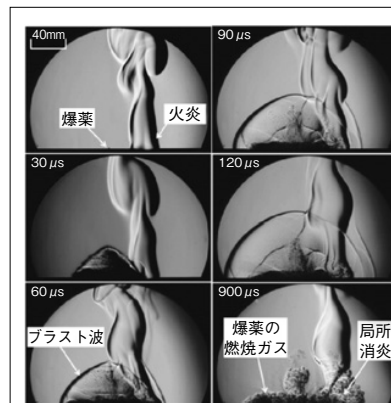 40mm
爆薬
火炎
90 μs
30 μs
120 μs
60 μs
ブラスト波
900 μs
爆薬の
燃焼ガス
局所
消炎